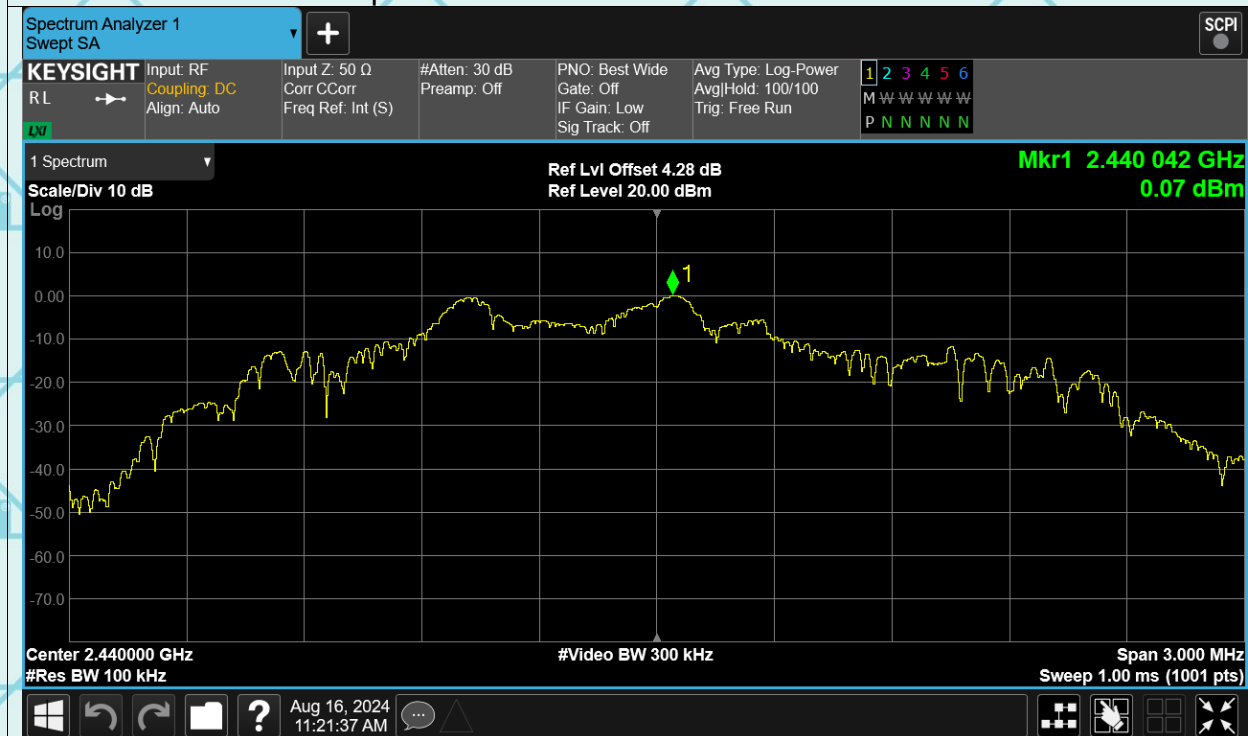 Spectrum Analyzer 1
Swept SA
+
SCPI
KEYSIGHT
R L
LXI
Input: RF
Coupling: DC
Align: Auto
Input Z: 50 Ω
Corr CCorr
Freq Ref: Int (S)
#Atten: 30 dB
Preamp: Off
PNO: Best Wide
Gate: Off
IF Gain: Low
Sig Track: Off
Avg Type: Log-Power
Avg|Hold: 100/100
Trig: Free Run
1 2 3 4 5 6
M W W W W W W
P N N N N N N
1 Spectrum
Scale/Div 10 dB
Log
Ref Lvl Offset 4.28 dB
Ref Level 20.00 dBm
Mkr1 2.440 042 GHz
0.07 dBm
1
10.0
0.00
-10.0
-20.0
-30.0
-40.0
-50.0
-60.0
-70.0
Center 2.440000 GHz
#Res BW 100 kHz
#Video BW 300 kHz
Span 3.000 MHz
Sweep 1.00 ms (1001 pts)
?
Aug 16, 2024
11:21:37 AM